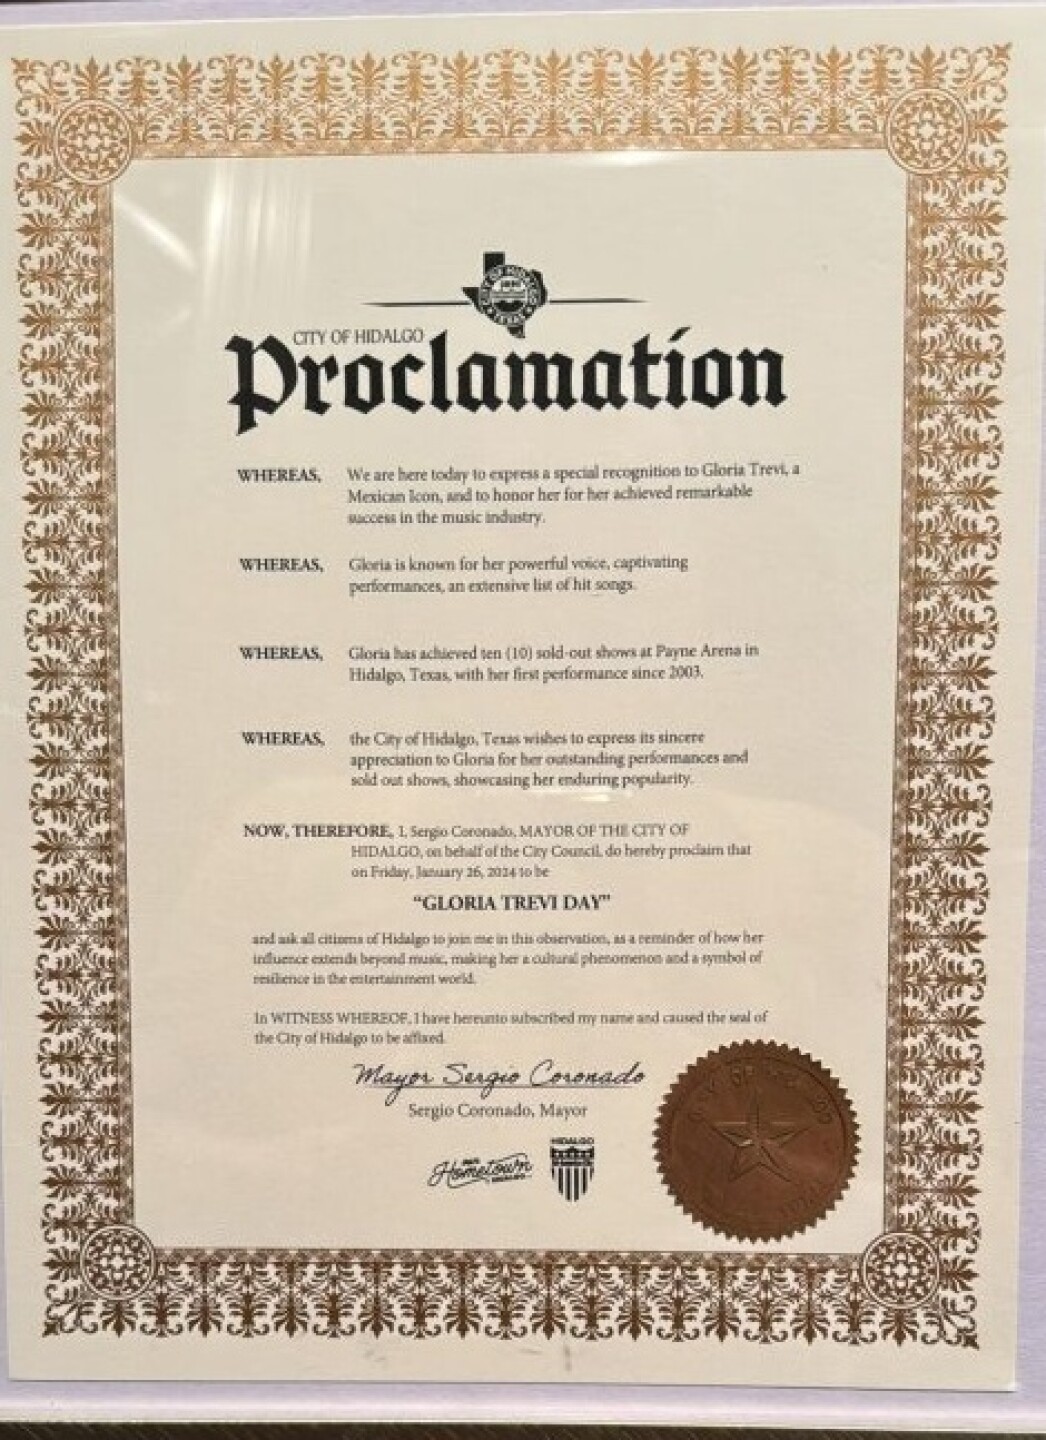 CITY OF HIDALGO
TEXAS
CITY OF HIDALGO
Proclamation
WHEREAS, We are here today to express a special recognition to Gloria Trevi, a
Mexican Icon, and to honor her for her achieved remarkable
success in the music industry.
WHEREAS, Gloria is known for her powerful voice, captivating
performances, an extensive list of hit songs.
WHEREAS, Gloria has achieved ten (10) sold-out shows at Payne Arena in
Hidalgo, Texas, with her first performance since 2003.
WHEREAS, the City of Hidalgo, Texas wishes to express its sincere
appreciation to Gloria for her outstanding performances and
sold out shows, showcasing her enduring popularity.
NOW, THEREFORE, I, Sergio Coronado, MAYOR OF THE CITY OF
HIDALGO, on behalf of the City Council, do hereby proclaim that
on Friday, January 26, 2024 to be
"GLORIA TREVI DAY"
and ask all citizens of Hidalgo to join me in this observation, as a reminder of how her
influence extends beyond music, making her a cultural phenomenon and a symbol of
resilience in the entertainment world.
In WITNESS WHEREOF, I have hereunto subscribed my name and caused the seal of
the City of Hidalgo to be affixed.
Mayor Sergio Coronado
Sergio Coronado, Mayor
Hometown
HIDALGO
HIDALGO
CITY OF HIDALGO